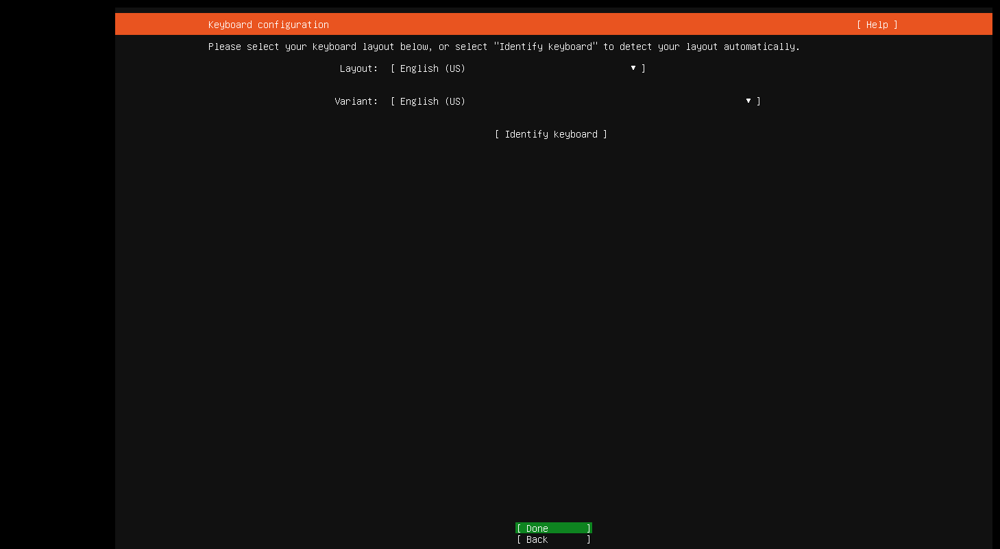 Keyboard configuration [ Help ]
Please select your keyboard layout below, or select "Identify keyboard" to detect your layout automatically.
Layout: [ English (US) ▼ ]
Variant: [ English (US) ▼ ]
[ Identify keyboard ]
[ Done ]
[ Back ]